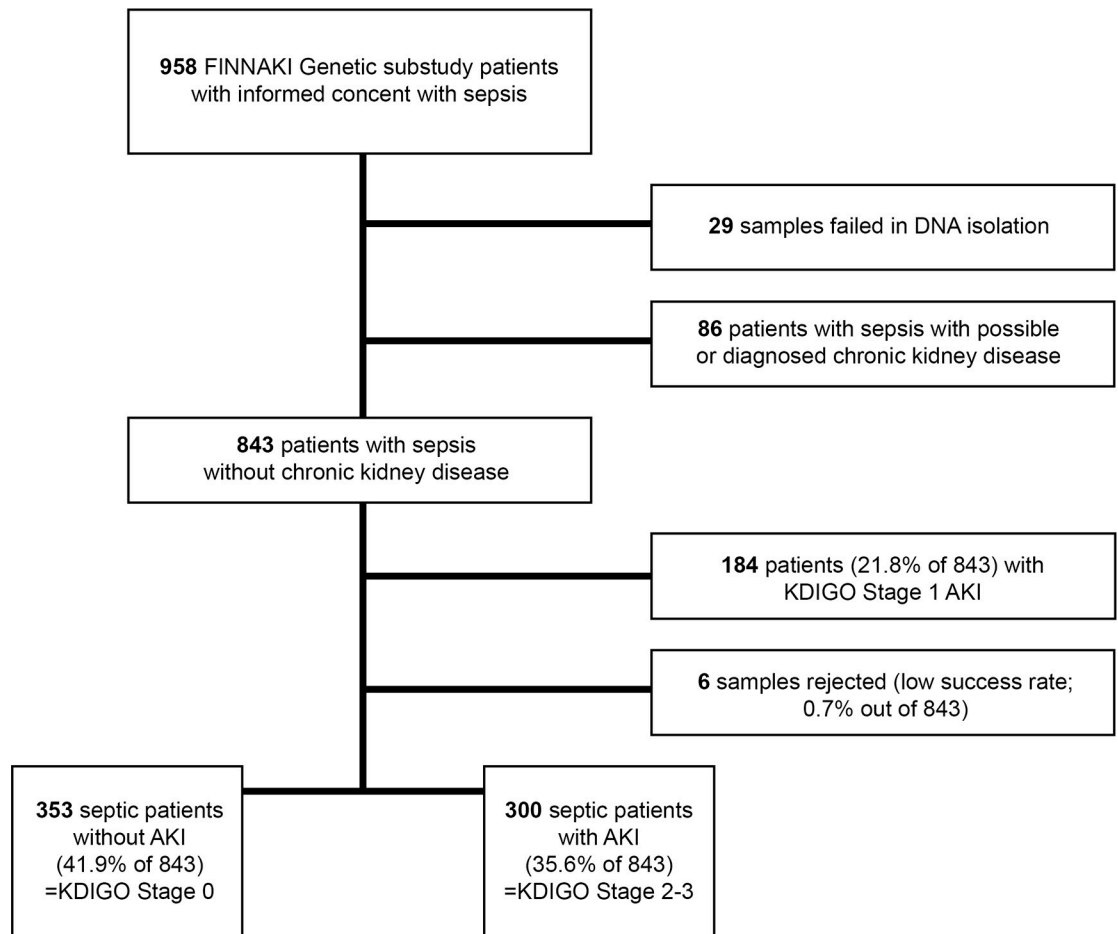 958 FINNAKI Genetic substudy patients
with informed concent with sepsis
29 samples failed in DNA isolation
86 patients with sepsis with possible
or diagnosed chronic kidney disease
843 patients with sepsis
without chronic kidney disease
184 patients (21.8% of 843) with
KDIGO Stage 1 AKI
6 samples rejected (low success rate;
0.7% out of 843)
353 septic patients
without AKI
(41.9% of 843)
=KDIGO Stage 0
300 septic patients
with AKI
(35.6% of 843)
=KDIGO Stage 2-3